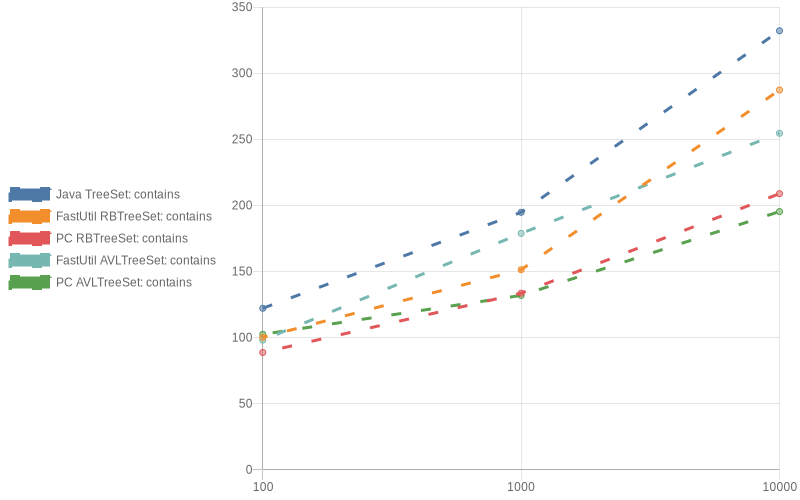 350
300
250
200
150
100
50
0
Java TreeSet: contains
FastUtil RBTreeSet: contains
PC RBTreeSet: contains
FastUtil AVLTreeSet: contains
PC AVLTreeSet: contains
100 1000 10000